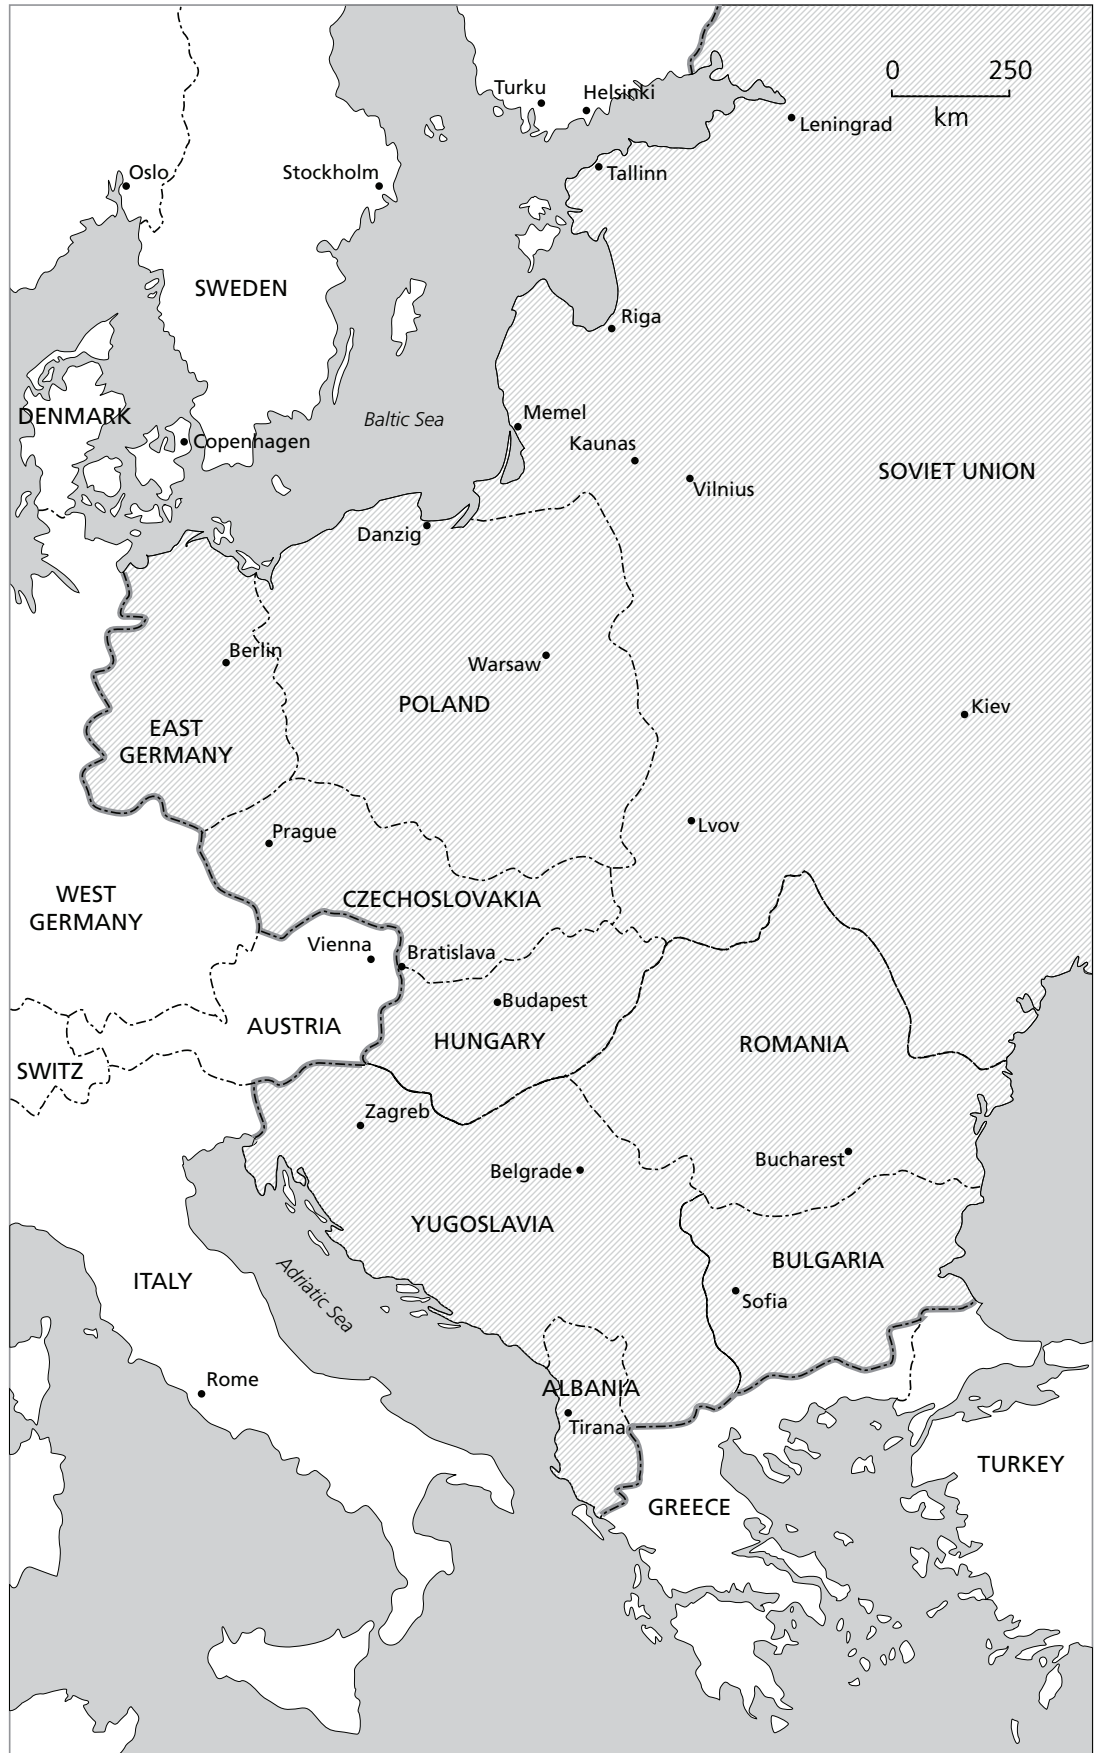 0 250
km
Turku
Helsinki
Leningrad
Oslo
Stockholm
Tallinn
SWEDEN
Riga
DENMARK
Baltic Sea
Memel
Copenhagen
Kaunas
SOVIET UNION
Vilnius
Danzig
Berlin
Warsaw
POLAND
Kiev
EAST
GERMANY
Prague
Lvov
WEST
GERMANY
CZECHOSLOVAKIA
Vienna
Bratislava
Budapest
AUSTRIA
HUNGARY
ROMANIA
SWITZ
Zagreb
Bucharest
Belgrade
YUGOSLAVIA
BULGARIA
ITALY
Adriatic Sea
Sofia
Rome
ALBANIA
Tirana
TURKEY
GREECE